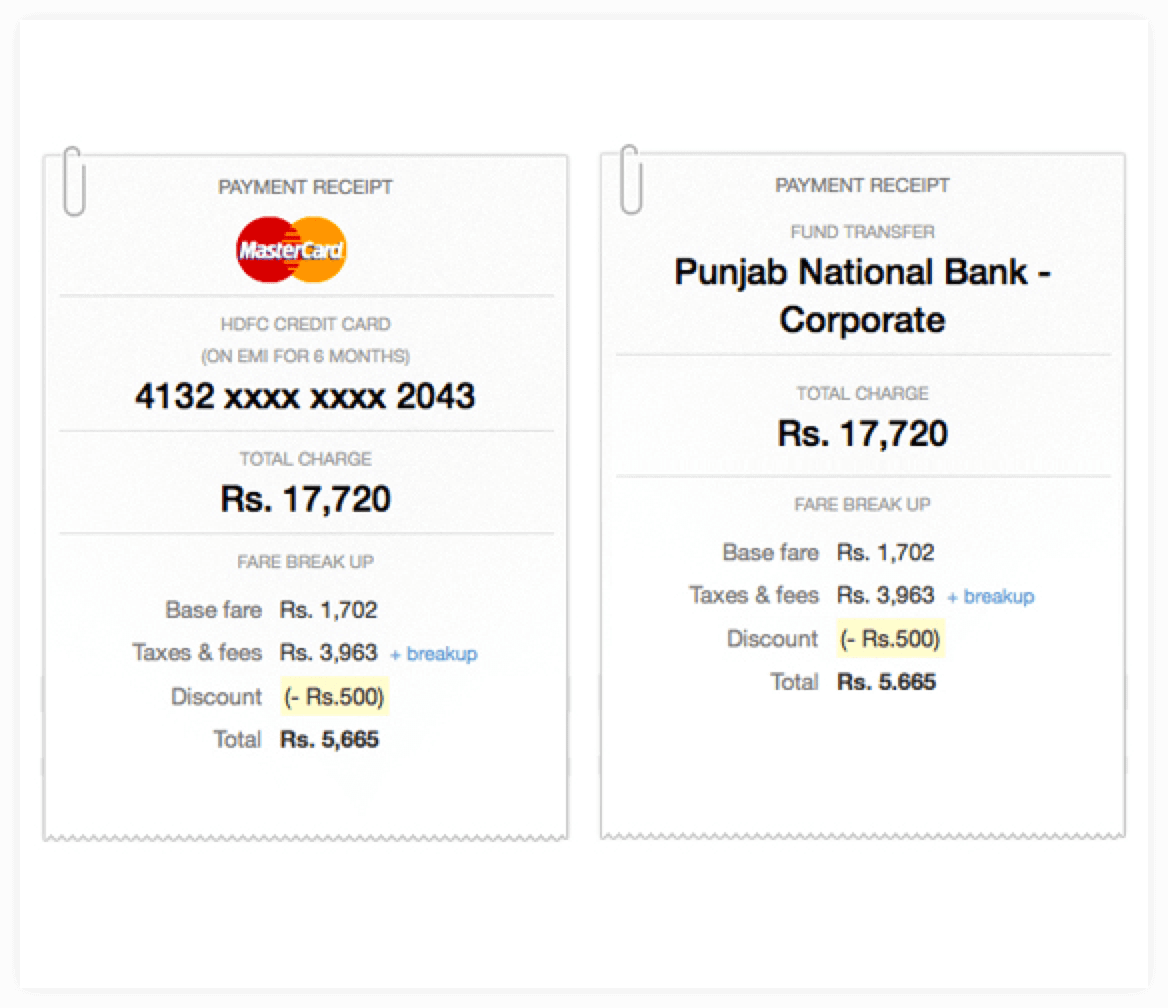 PAYMENT RECEIPT
MasterCard
HDFC CREDIT CARD
(ON EMI FOR 6 MONTHS)
4132 xxxx xxxx 2043
TOTAL CHARGE
Rs. 17,720
FARE BREAK UP
Base fare Rs. 1,702
Taxes & fees Rs. 3,963 + breakup
Discount (- Rs.500)
Total Rs. 5,665
PAYMENT RECEIPT
FUND TRANSFER
Punjab National Bank -
Corporate
TOTAL CHARGE
Rs. 17,720
FARE BREAK UP
Base fare Rs. 1,702
Taxes & fees Rs. 3,963 + breakup
Discount (- Rs.500)
Total Rs. 5.665